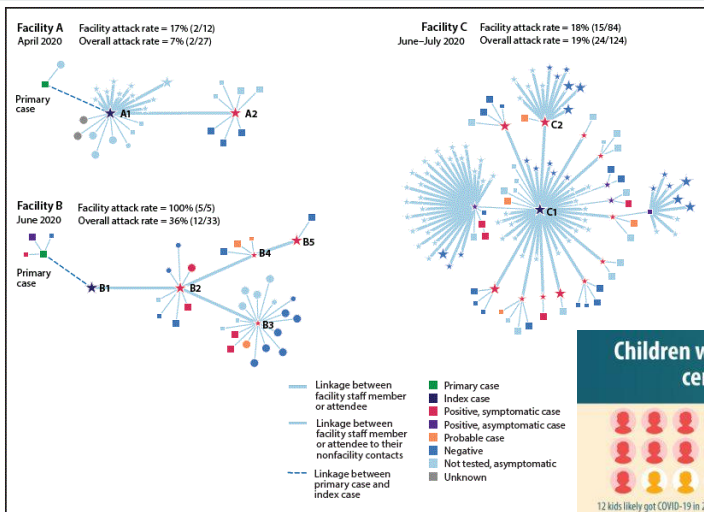 Facility A Facility attack rate = 17% (2/12)
April 2020 Overall attack rate = 7% (2/27)
Primary
case
A1
A2
Facility B Facility attack rate = 100% (5/5)
June 2020 Overall attack rate = 36% (12/33)
Primary
case
B1
B2
B3
B4
B5
Facility C Facility attack rate = 18% (15/84)
June–July 2020 Overall attack rate = 19% (24/124)
C2
C1
Linkage between
facility staff member
or attendee
Linkage between
facility staff member
or attendee to their
nonfacility contacts
Linkage between
primary case and
index case
Primary case
Index case
Positive, symptomatic case
Positive, asymptomatic case
Probable case
Negative
Not tested, asymptomatic
Unknown
Children w
cer
12 kids likely got COVID-19 in 2